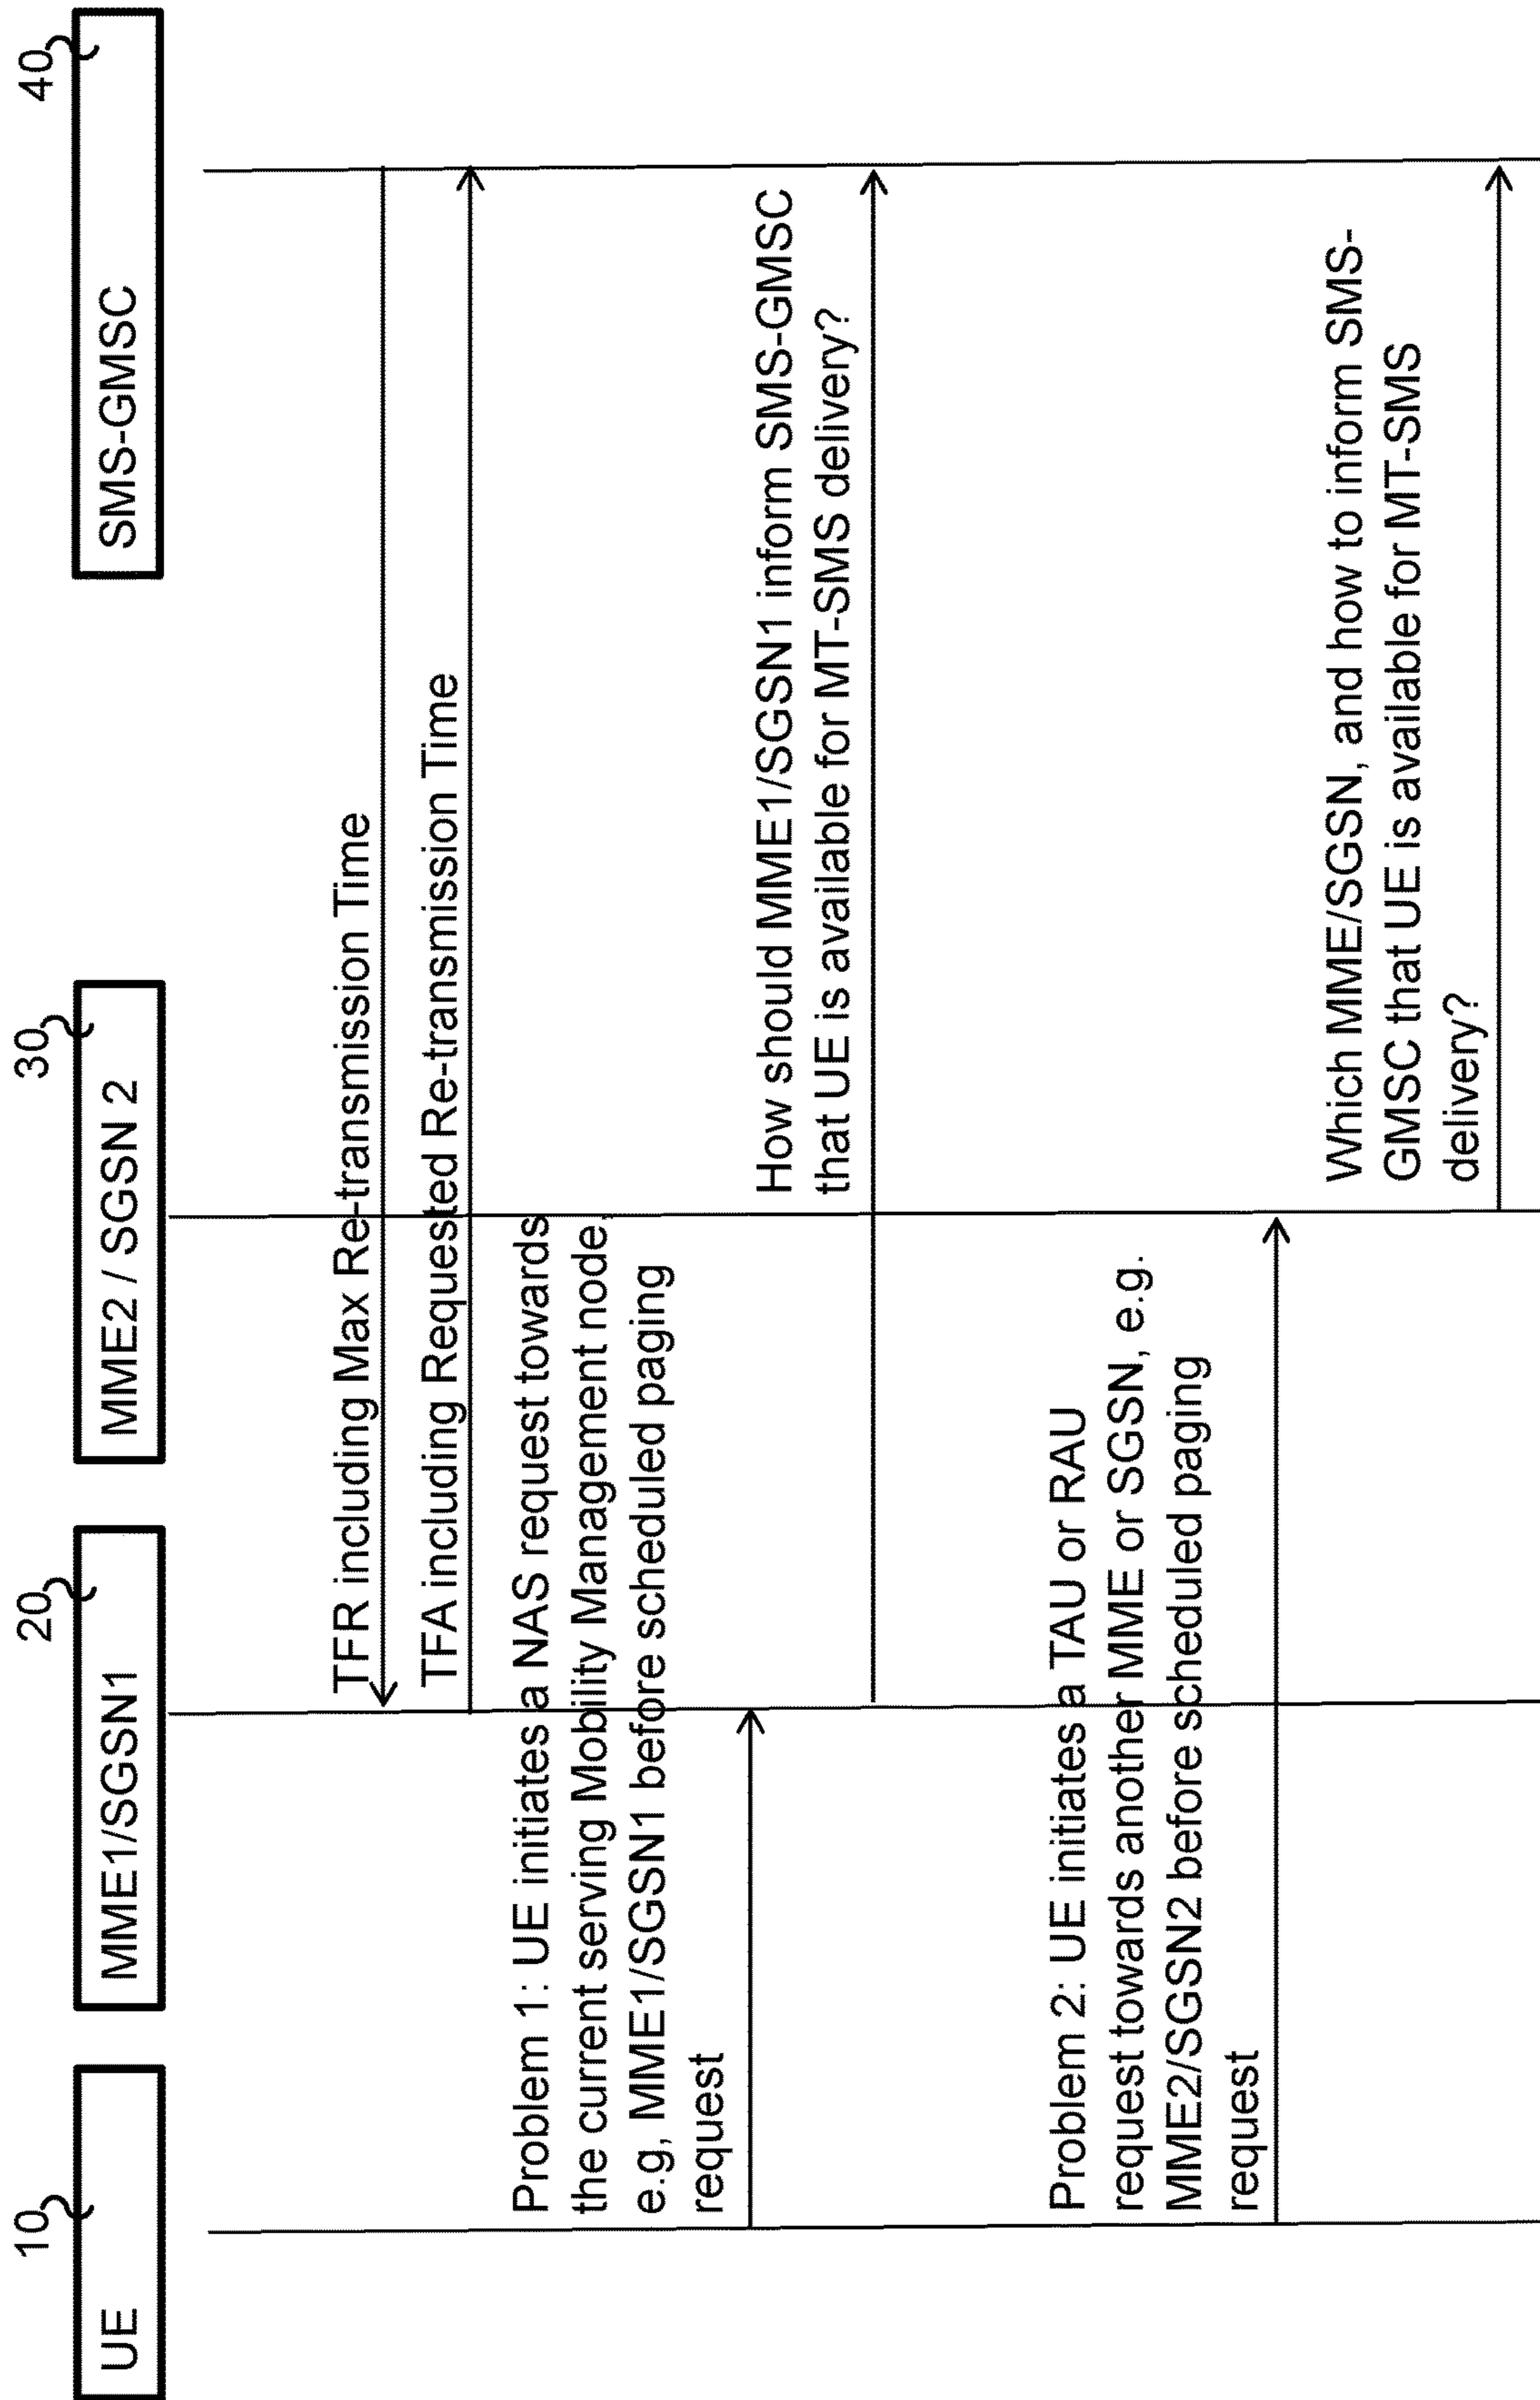 10
20
30
40
UE
MME1/SGSN1
MME2 / SGSN 2
SMS-GMSC
TFR including Max Re-transmission Time
TFA including Requested Re-transmission Time
Problem 1: UE initiates a NAS request towards
the current serving Mobility Management node,
e.g, MME1/SGSN1 before scheduled paging
request
How should MME1/SGSN1 inform SMS-GMSC
that UE is available for MT-SMS delivery?
Problem 2: UE initiates a TAU or RAU
request towards another MME or SGSN, e.g.
MME2/SGSN2 before scheduled paging
request
Which MME/SGSN, and how to inform SMS-
GMSC that UE is available for MT-SMS
delivery?